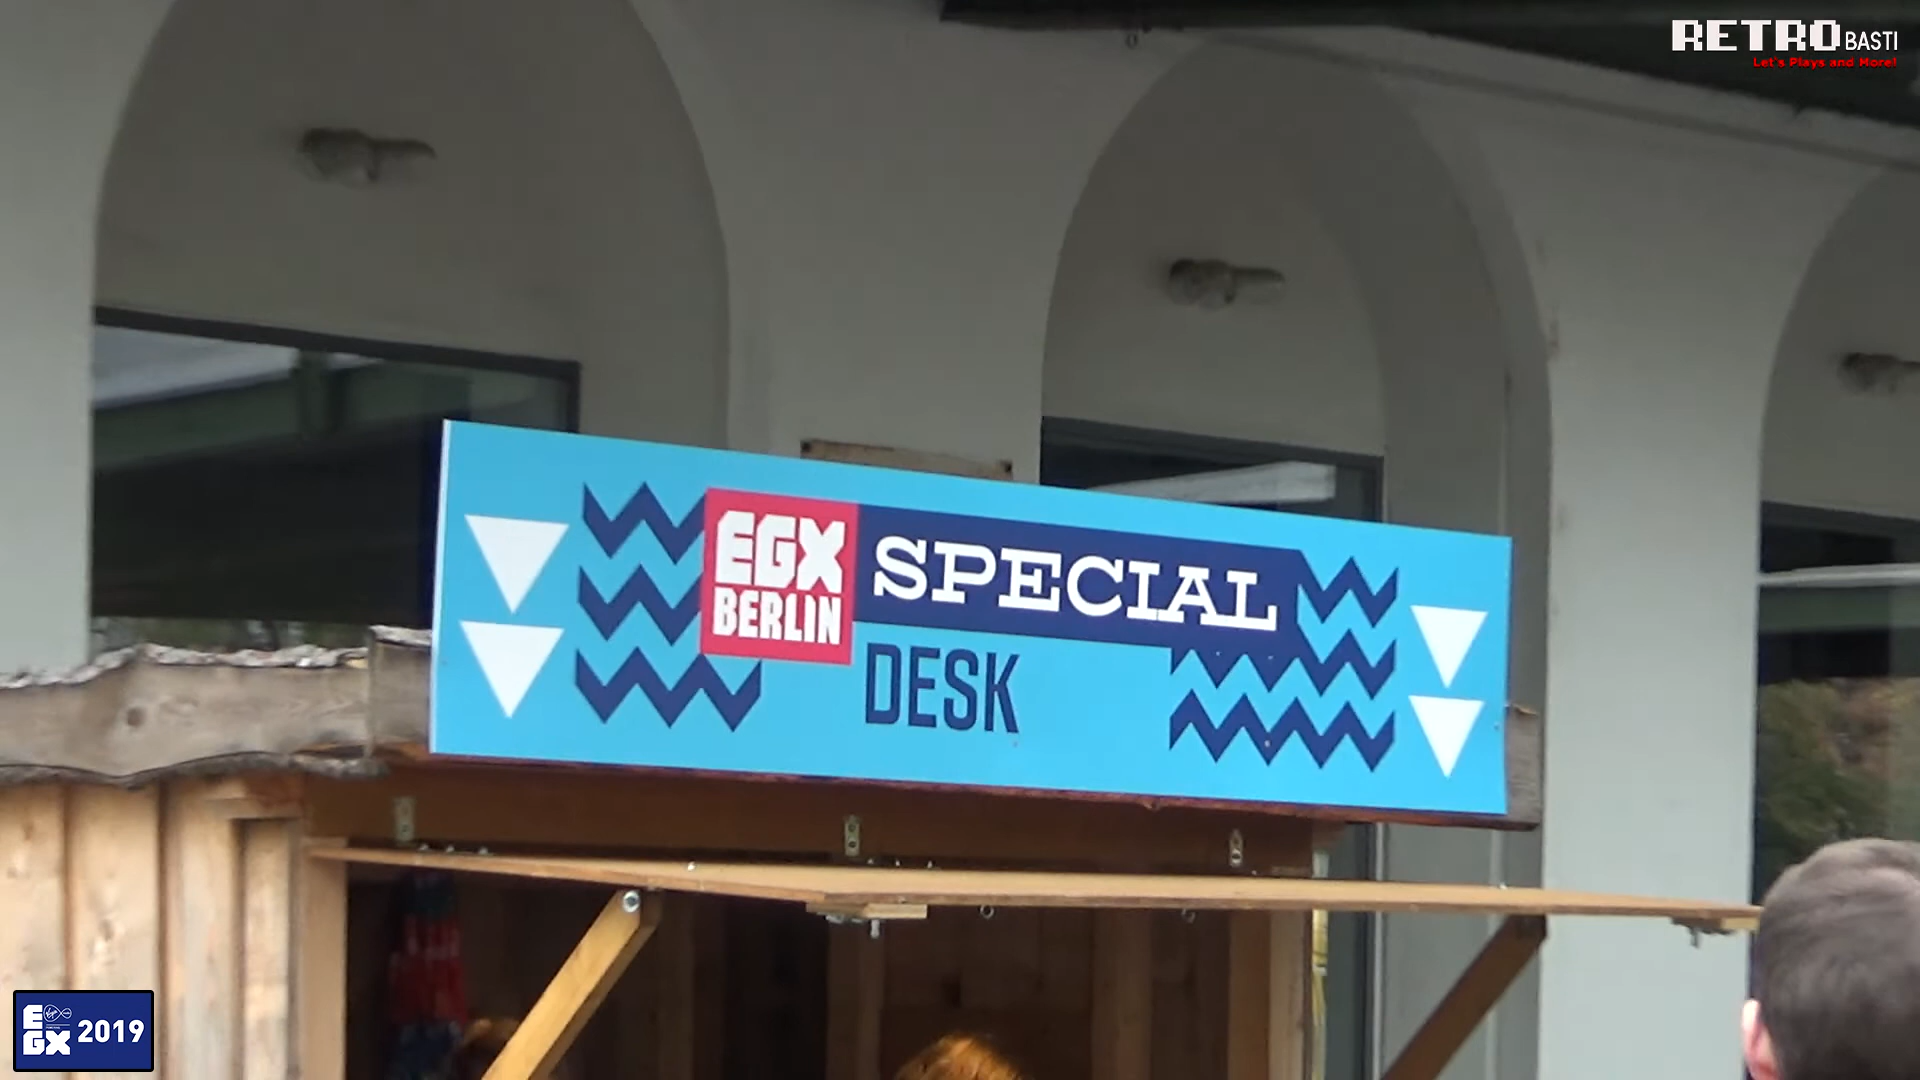 RETRO BASTI
Let's Plays and More!
EGX
BERLIN
SPECIAL
DESK
EGX 2019